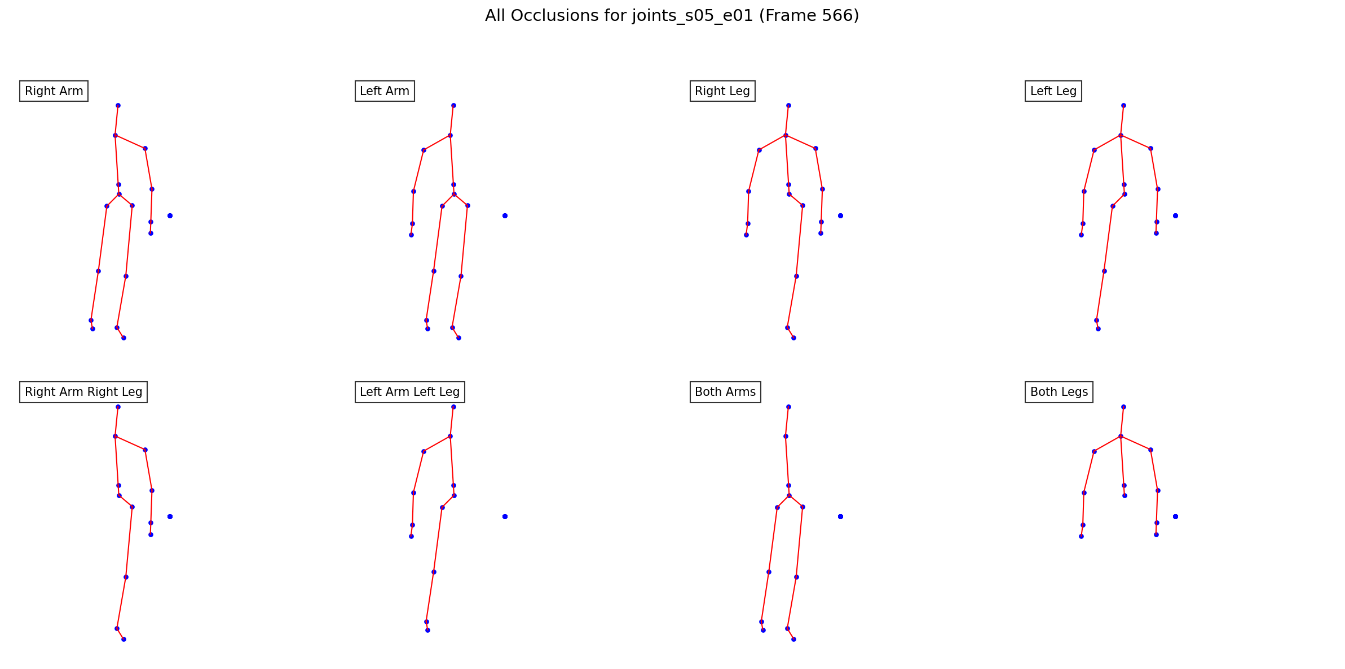 All Occlusions for joints_s05_e01 (Frame 566)
Right Arm
Left Arm
Right Leg
Left Leg
Right Arm Right Leg
Left Arm Left Leg
Both Arms
Both Legs